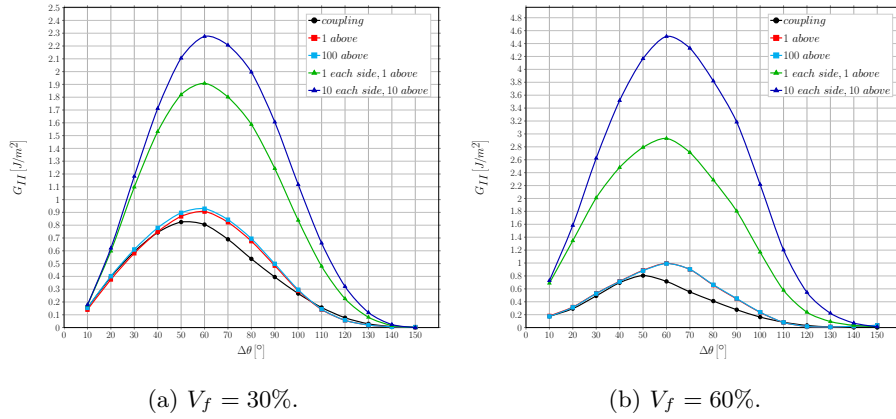 2.5
2.4
2.3
2.2
2.1
2
1.9
1.8
1.7
1.6
1.5
1.4
1.3
1.2
1.1
1
0.9
0.8
0.7
0.6
0.5
0.4
0.3
0.2
0.1
0
G_{II} [J/m^2]
0 10 20 30 40 50 60 70 80 90 100 110 120 130 140 150
Δθ [°]
coupling
1 above
100 above
1 each side, 1 above
10 each side, 10 above
(a) V_f = 30%.
4.8
4.6
4.4
4.2
4
3.8
3.6
3.4
3.2
3
2.8
2.6
2.4
2.2
2
1.8
1.6
1.4
1.2
1
0.8
0.6
0.4
0.2
0
G_{II} [J/m^2]
0 10 20 30 40 50 60 70 80 90 100 110 120 130 140 150
Δθ [°]
coupling
1 above
100 above
1 each side, 1 above
10 each side, 10 above
(b) V_f = 60%.